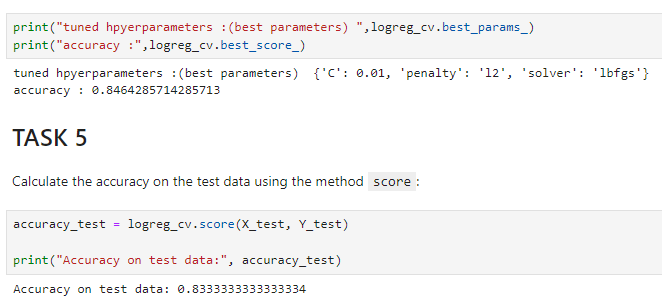 print("tuned hpyerparameters :(best parameters) ",logreg_cv.best_params_)
print("accuracy :",logreg_cv.best_score_)
tuned hpyerparameters :(best parameters)  {'C': 0.01, 'penalty': 'l2', 'solver': 'lbfgs'}
accuracy : 0.8464285714285713
TASK 5
Calculate the accuracy on the test data using the method score:
accuracy_test = logreg_cv.score(X_test, Y_test)
print("Accuracy on test data:", accuracy_test)
Accuracy on test data: 0.8333333333333334